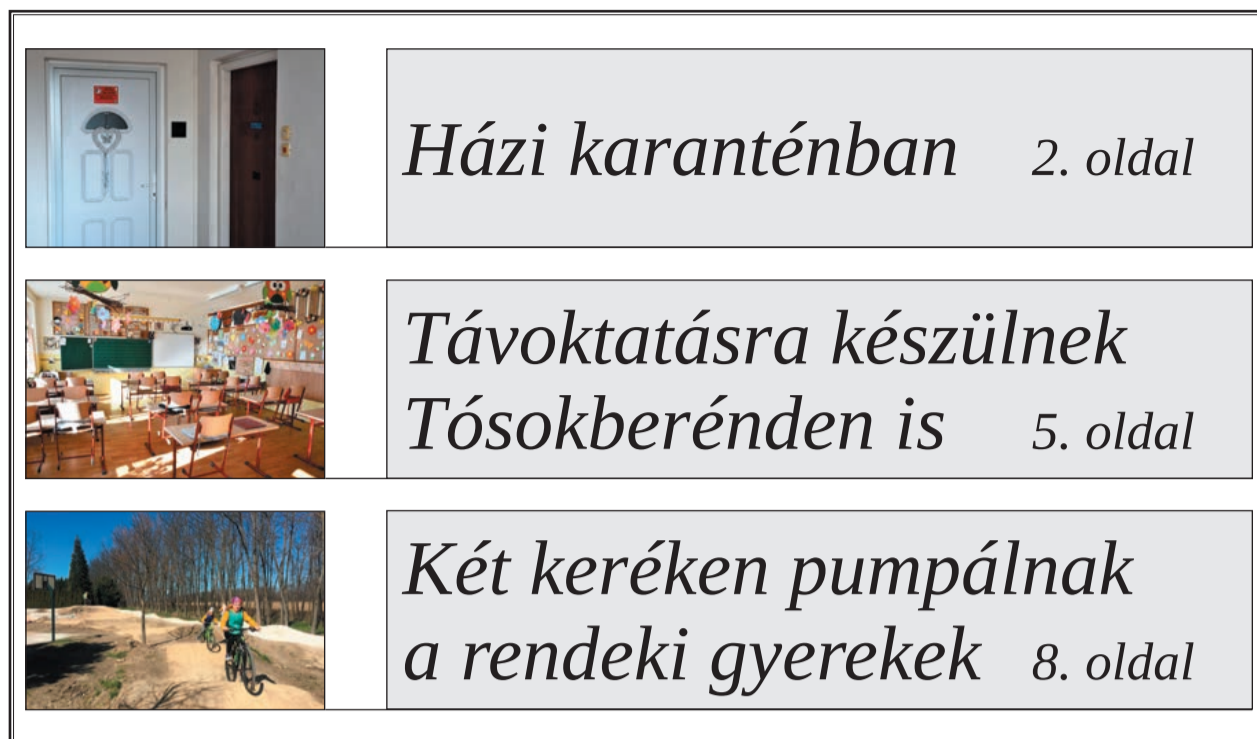 Házi karanténban 2. oldal
Távoktatásra készülnek
Tósokberénden is 5. oldal
Két keréken pumpálnak
a rendeki gyerekek 8. oldal